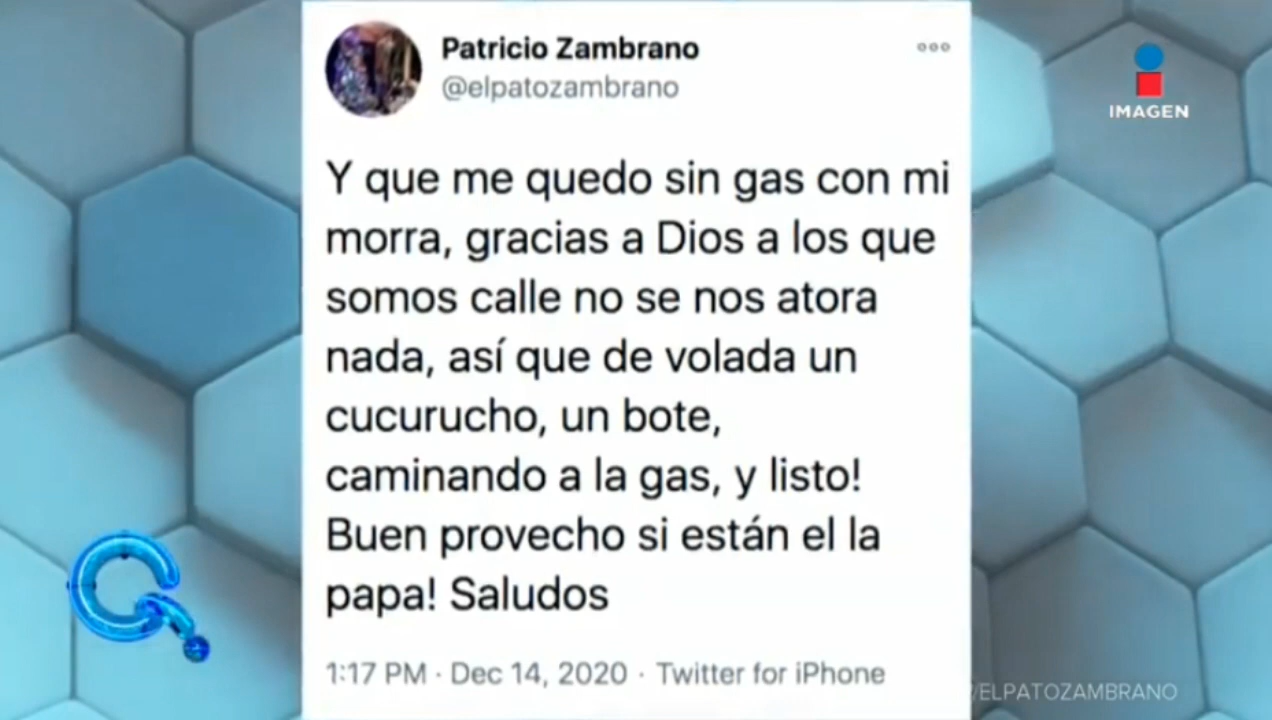 Patricio Zambrano
@elpatozambrano
IMAGEN
Y que me quedo sin gas con mi
morra, gracias a Dios a los que
somos calle no se nos atora
nada, así que de volada un
cucurucho, un bote,
caminando a la gas, y listo!
Buen provecho si están el la
papa! Saludos
1:17 PM · Dec 14, 2020 · Twitter for iPhone
/ELPATOZAMBRANO